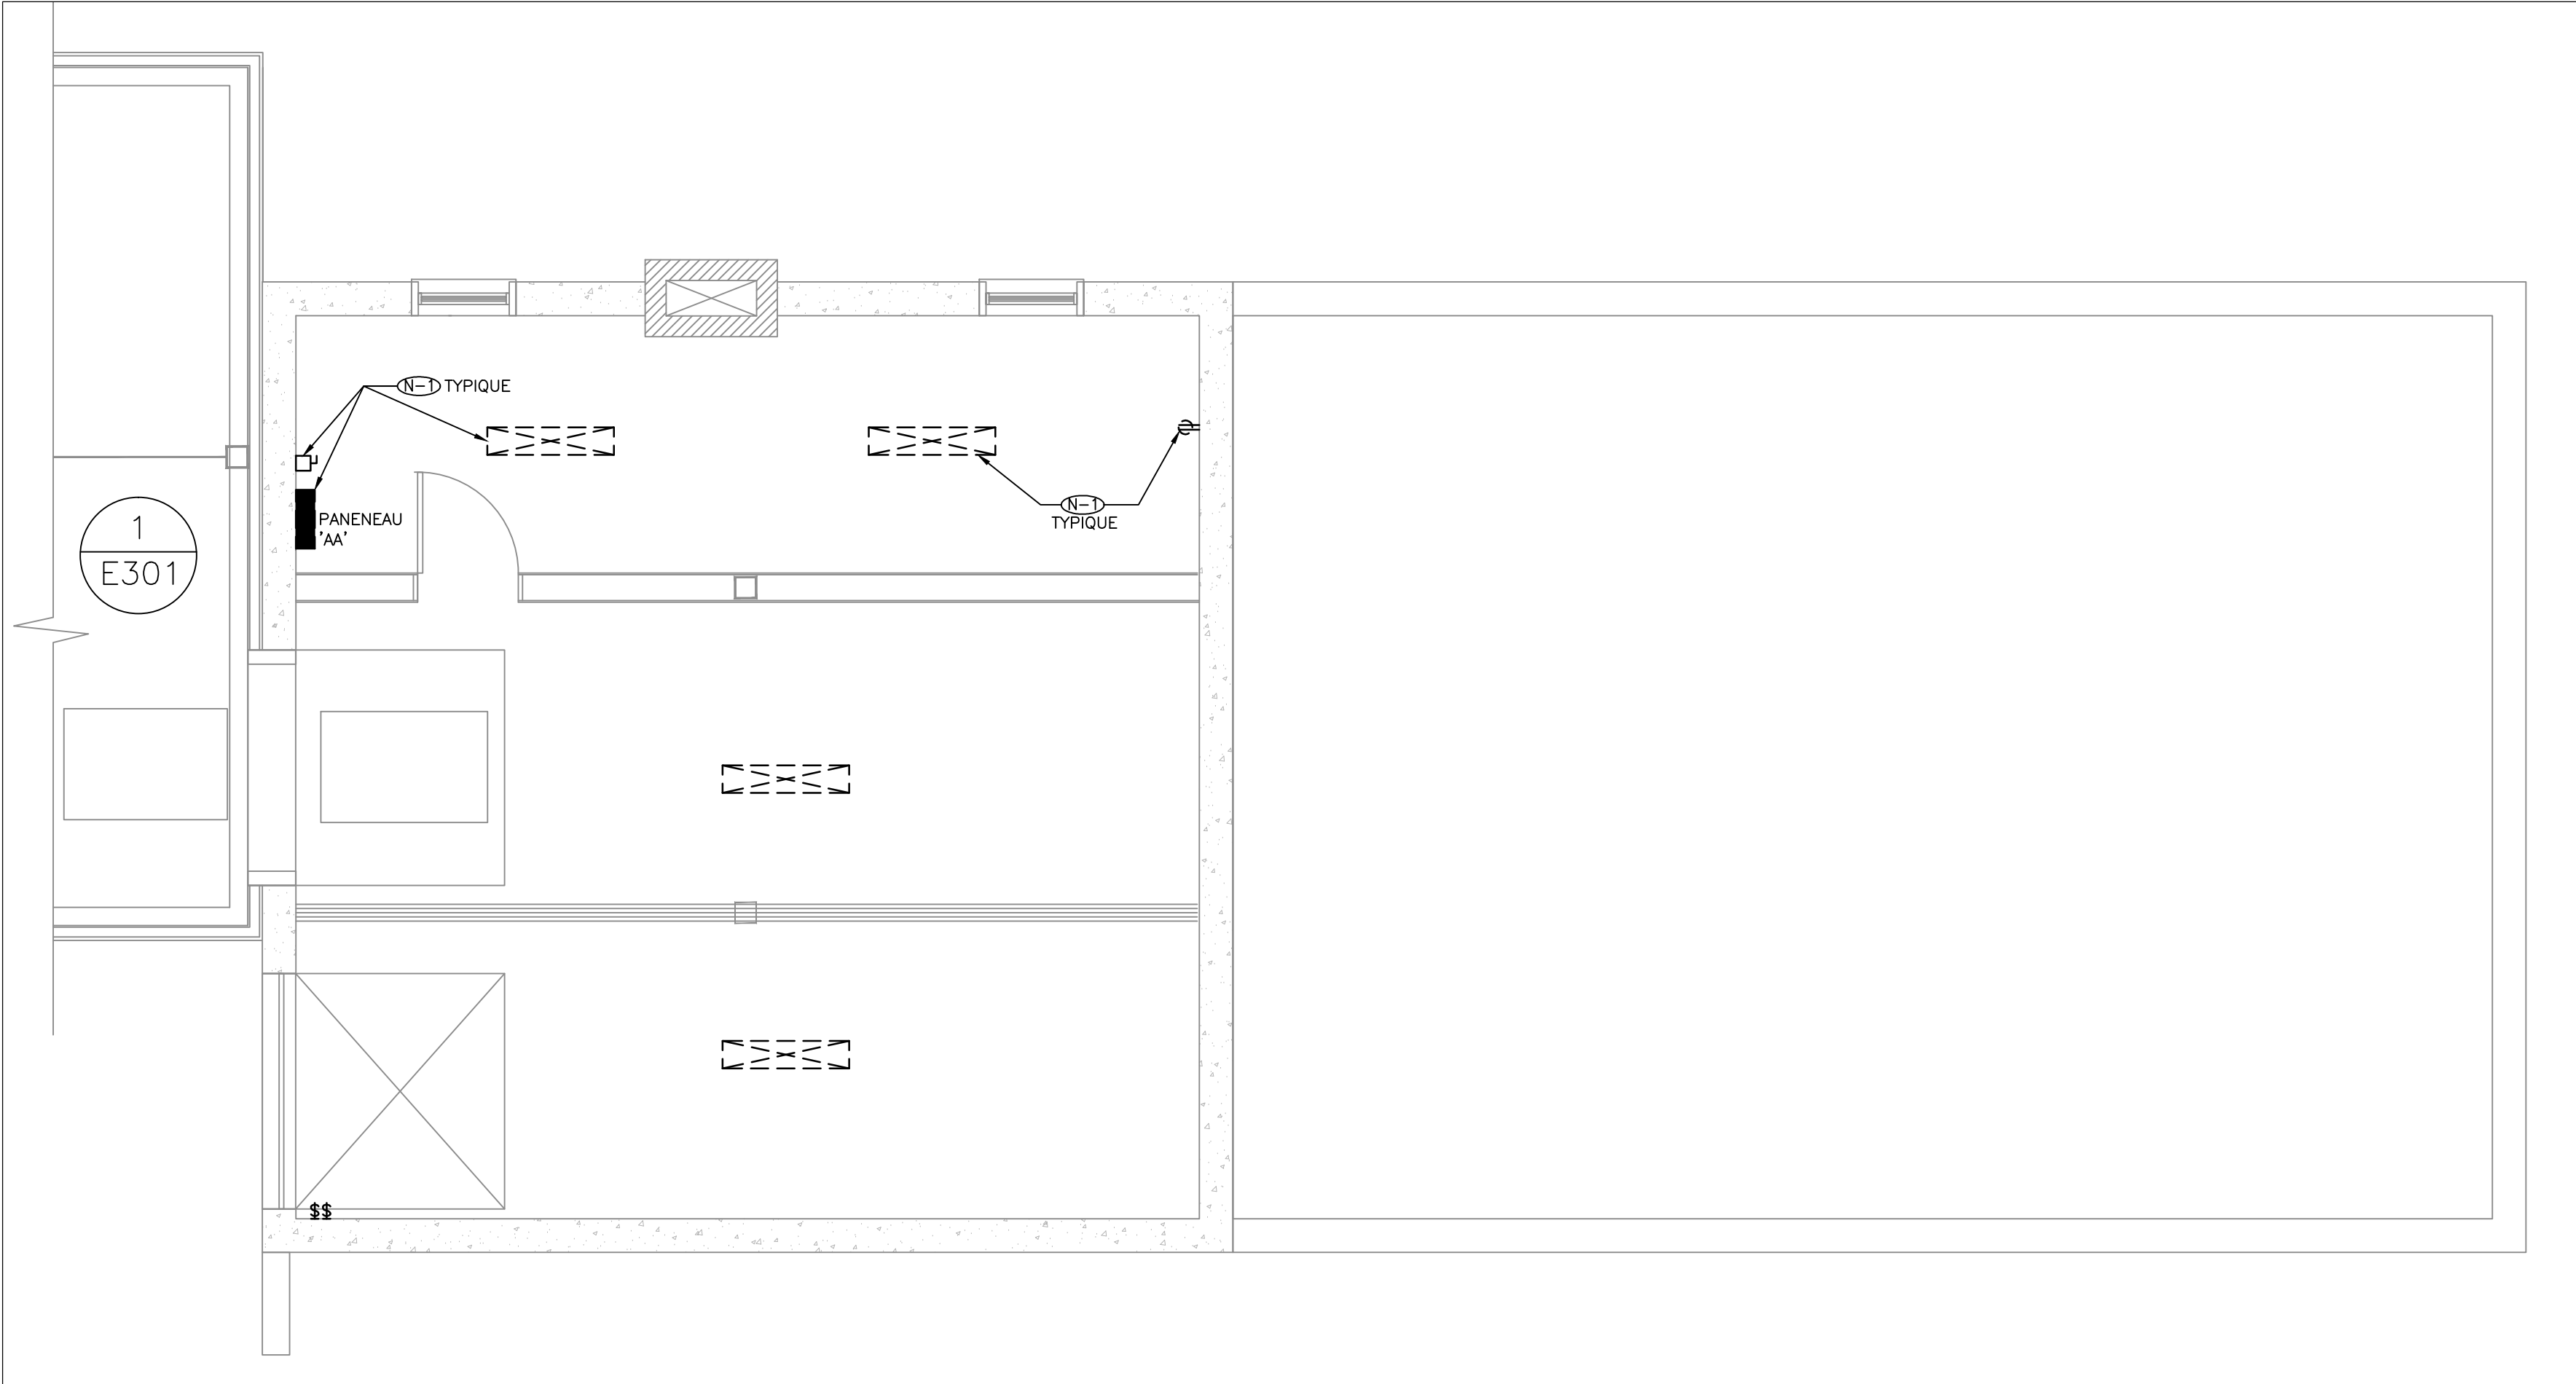 N-1 TYPIQUE
1
E301
PANENEAU
'AA'
N-1
TYPIQUE
$$